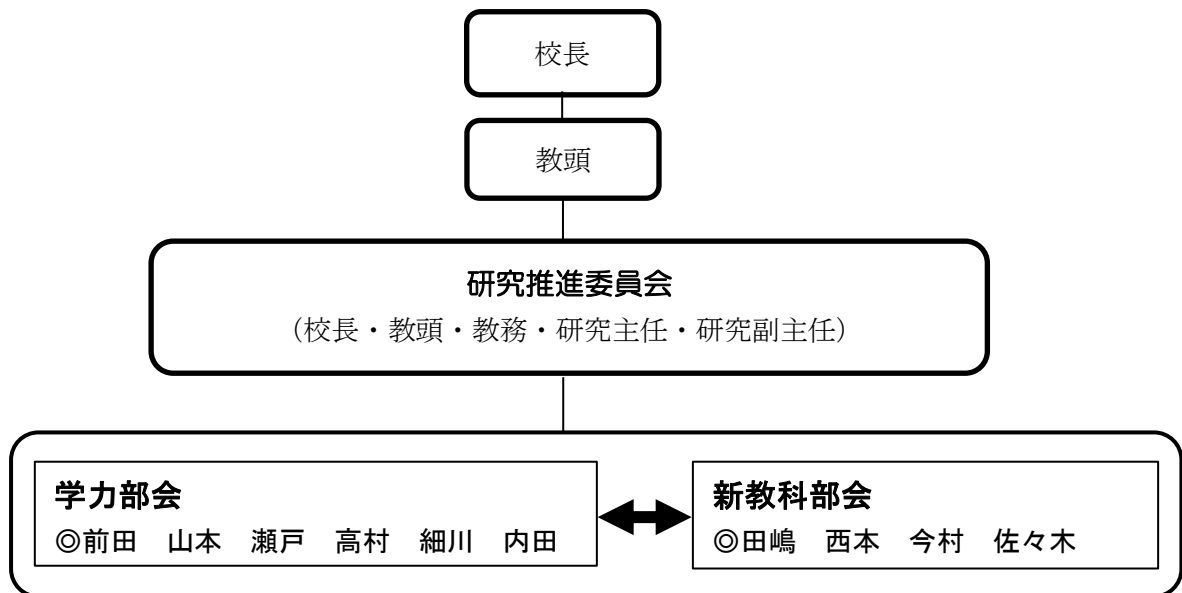 校長
教頭
研究推進委員会
（校長・教頭・教務・研究主任・研究副主任）
学力部会
◎前田　山本　瀬戸　高村　細川　内田
新教科部会
◎田嶋　西本　今村　佐々木